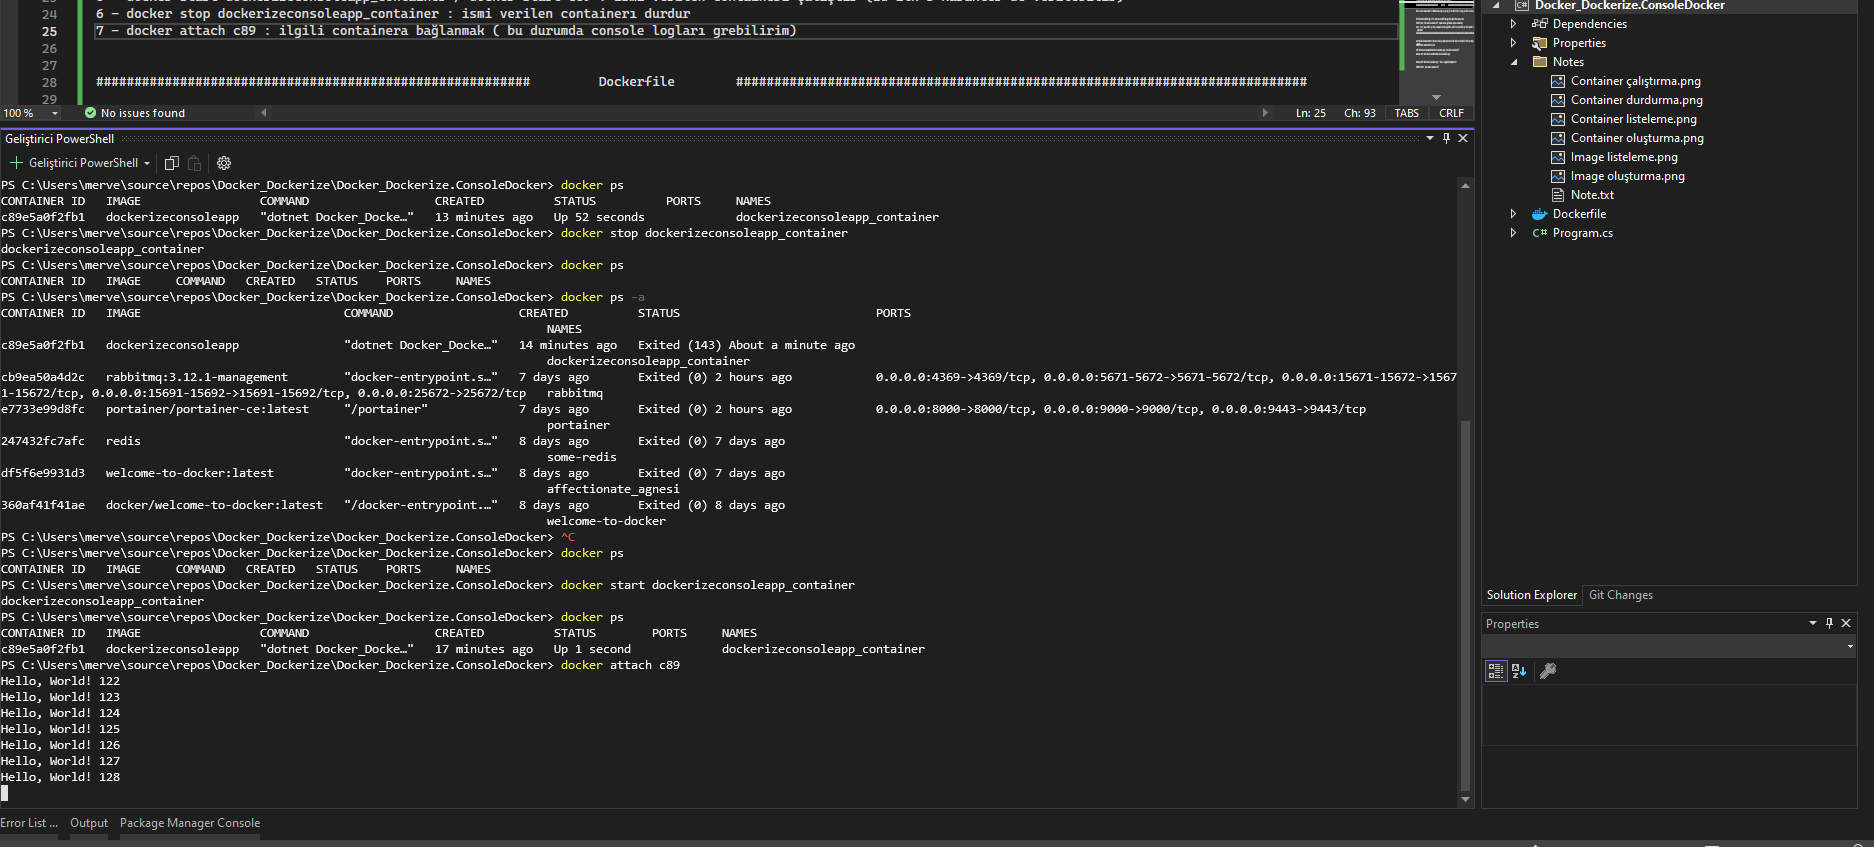 24 6 - docker stop dockerizeconsoleapp_container : ismi verilen containerı durdur
25 7 - docker attach c89 : ilgili containera bağlanmak ( bu durumda console logları grebilirim)
26
27
28 ######################################################### Dockerfile ###########################################################################
29
100 % No issues found Ln: 25 Ch: 93 TABS CRLF
Geliştirici PowerShell
Geliştirici PowerShell
PS C:\Users\merve\source\repos\Docker_Dockerize\Docker_Dockerize.ConsoleDocker> docker ps
CONTAINER ID IMAGE COMMAND CREATED STATUS PORTS NAMES
c89e5a0f2fb1 dockerizeconsoleapp "dotnet Docker_Docke…" 13 minutes ago Up 52 seconds dockerizeconsoleapp_container
PS C:\Users\merve\source\repos\Docker_Dockerize\Docker_Dockerize.ConsoleDocker> docker stop dockerizeconsoleapp_container
dockerizeconsoleapp_container
PS C:\Users\merve\source\repos\Docker_Dockerize\Docker_Dockerize.ConsoleDocker> docker ps
CONTAINER ID IMAGE COMMAND CREATED STATUS PORTS NAMES
PS C:\Users\merve\source\repos\Docker_Dockerize\Docker_Dockerize.ConsoleDocker> docker ps -a
CONTAINER ID IMAGE COMMAND CREATED STATUS PORTS
NAMES
c89e5a0f2fb1 dockerizeconsoleapp "dotnet Docker_Docke…" 14 minutes ago Exited (143) About a minute ago
dockerizeconsoleapp_container
cb9ea50a4d2c rabbitmq:3.12.1-management "docker-entrypoint.s…" 7 days ago Exited (0) 2 hours ago 0.0.0.0:4369->4369/tcp, 0.0.0.0:5671-5672->5671-5672/tcp, 0.0.0.0:15671-15672->1567
1-15672/tcp, 0.0.0.0:15691-15692->15691-15692/tcp, 0.0.0.0:25672->25672/tcp rabbitmq
e7733e99d8fc portainer/portainer-ce:latest "/portainer" 7 days ago Exited (0) 2 hours ago 0.0.0.0:8000->8000/tcp, 0.0.0.0:9000->9000/tcp, 0.0.0.0:9443->9443/tcp
portainer
247432fc7afc redis "docker-entrypoint.s…" 8 days ago Exited (0) 7 days ago
some-redis
df5f6e9931d3 welcome-to-docker:latest "docker-entrypoint.s…" 8 days ago Exited (0) 7 days ago
affectionate_agnesi
360af41f41ae docker/welcome-to-docker:latest "/docker-entrypoint.…" 8 days ago Exited (0) 8 days ago
welcome-to-docker
PS C:\Users\merve\source\repos\Docker_Dockerize\Docker_Dockerize.ConsoleDocker> ^C
PS C:\Users\merve\source\repos\Docker_Dockerize\Docker_Dockerize.ConsoleDocker> docker ps
CONTAINER ID IMAGE COMMAND CREATED STATUS PORTS NAMES
PS C:\Users\merve\source\repos\Docker_Dockerize\Docker_Dockerize.ConsoleDocker> docker start dockerizeconsoleapp_container
dockerizeconsoleapp_container
PS C:\Users\merve\source\repos\Docker_Dockerize\Docker_Dockerize.ConsoleDocker> docker ps
CONTAINER ID IMAGE COMMAND CREATED STATUS PORTS NAMES
c89e5a0f2fb1 dockerizeconsoleapp "dotnet Docker_Docke…" 17 minutes ago Up 1 second dockerizeconsoleapp_container
PS C:\Users\merve\source\repos\Docker_Dockerize\Docker_Dockerize.ConsoleDocker> docker attach c89
Hello, World! 122
Hello, World! 123
Hello, World! 124
Hello, World! 125
Hello, World! 126
Hello, World! 127
Hello, World! 128
Error List ... Output Package Manager Console
Docker_Dockerize.ConsoleDocker
Dependencies
Properties
Notes
Container çalıştırma.png
Container durdurma.png
Container listeleme.png
Container oluşturma.png
Image listeleme.png
Image oluşturma.png
Note.txt
Dockerfile
C# Program.cs
Solution Explorer Git Changes
Properties